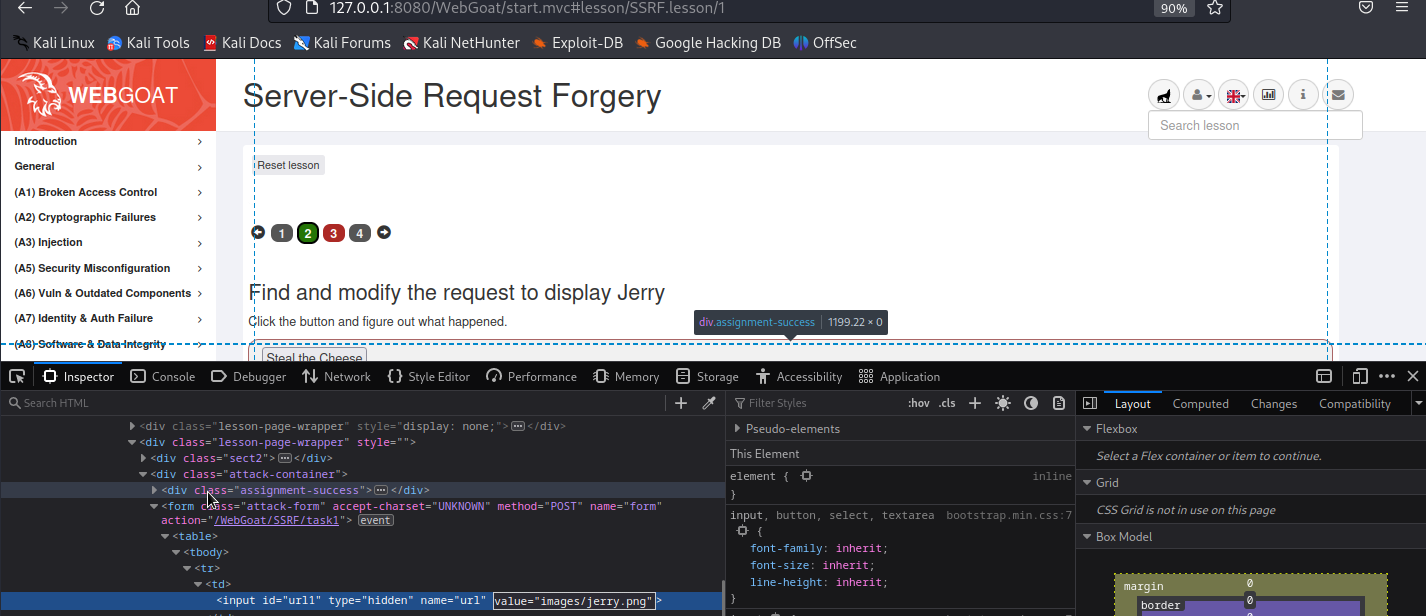 127.0.0.1:8080/WebGoat/start.mvc#lesson/SSRF.lesson/1 90%
Kali Linux Kali Tools Kali Docs Kali Forums Kali NetHunter Exploit-DB Google Hacking DB OffSec
WEBGOAT
Server-Side Request Forgery
Search lesson
Introduction
General
(A1) Broken Access Control
(A2) Cryptographic Failures
(A3) Injection
(A5) Security Misconfiguration
(A6) Vuln & Outdated Components
(A7) Identity & Auth Failure
(A8) Software & Data Integrity
Reset lesson
1 2 3 4
Find and modify the request to display Jerry
Click the button and figure out what happened.
div.assignment-success 1199.22 × 0
Steal the Cheese
Inspector Console Debugger Network Style Editor Performance Memory Storage Accessibility Application
Search HTML
<div class="lesson-page-wrapper" style="display: none;"></div>
<div class="lesson-page-wrapper" style="">
<div class="sect2"></div>
<div class="attack-container">
<div class="assignment-success"></div>
<form class="attack-form" accept-charset="UNKNOWN" method="POST" name="form"
action="/WebGoat/SSRF/task1"> event
<table>
<tbody>
<tr>
<td>
<input id="url1" type="hidden" name="url" value="images/jerry.png">
Filter Styles :hov .cls
Pseudo-elements
This Element
element { inline
}
input, button, select, textarea bootstrap.min.css:7
{
font-family: inherit;
font-size: inherit;
line-height: inherit;
}
Layout Computed Changes Compatibility
Flexbox
Select a Flex container or item to continue.
Grid
CSS Grid is not in use on this page
Box Model
margin 0
border 0